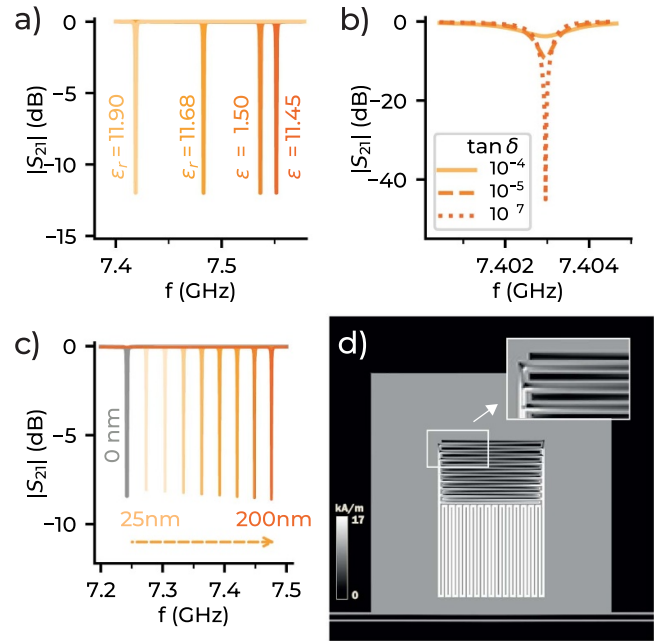 a)
0
−5
−10
−15
|S21| (dB)
εr = 11.90
εr = 11.68
ε = 1.50
ε = 11.45
7.4
7.5
f (GHz)
b)
0
−20
−40
|S21| (dB)
tan δ
10−4
10−5
10 7
7.402
7.404
f (GHz)
c)
0
−5
−10
|S21| (dB)
0 nm
25nm
200nm
7.2
7.3
7.4
7.5
f (GHz)
d)
kA/m
17
0